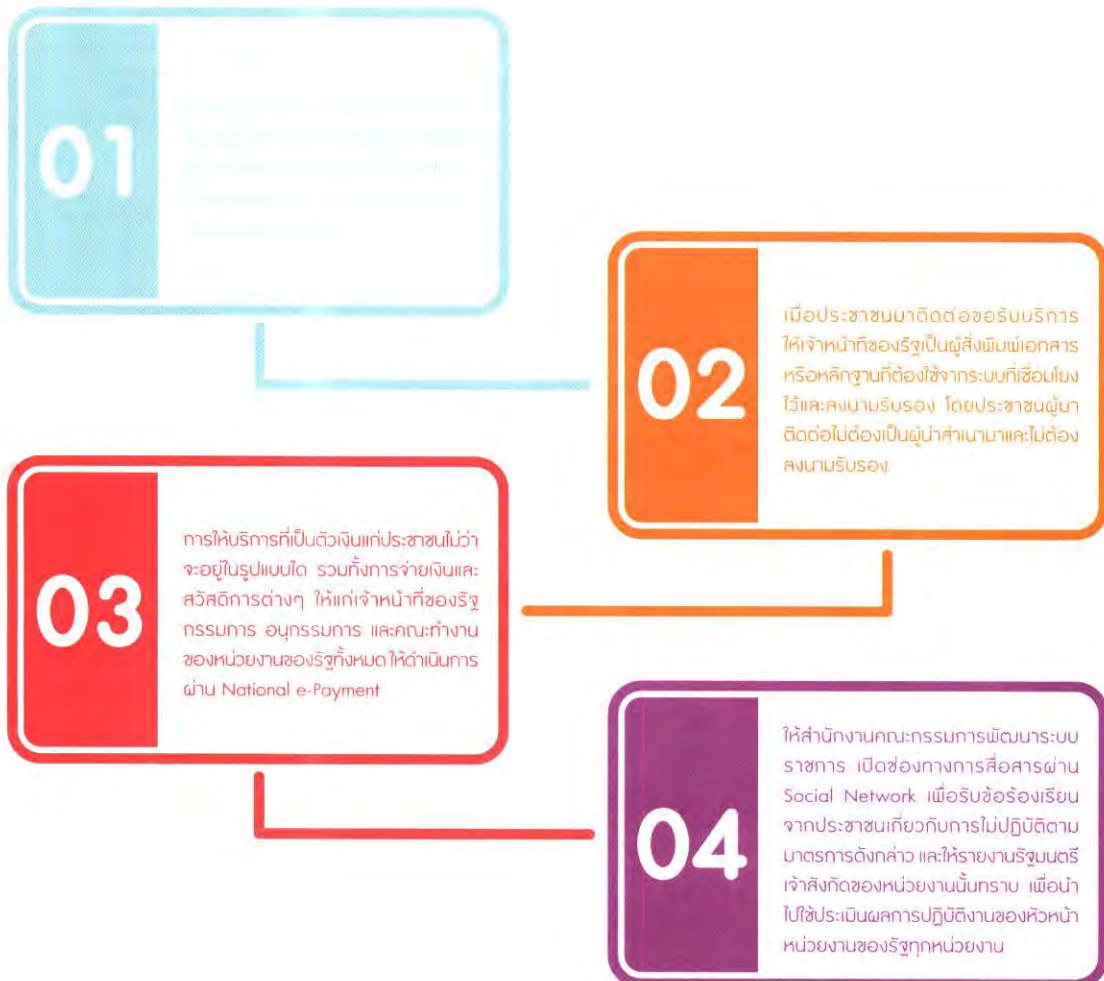 01
02
เมื่อประชาชนมาติดต่อขอรับบริการ
ให้เจ้าหน้าที่ของรัฐเป็นผู้สั่งพิมพ์เอกสาร
หรือหลักฐานที่ต้องใช้จากระบบที่เชื่อมโยง
ไว้และลงนามรับรอง โดยประชาชนผู้มา
ติดต่อไม่ต้องเป็นผู้นำสำเนามาและไม่ต้อง
ลงนามรับรอง
03
การให้บริการที่เป็นตัวเงินแก่ประชาชนไม่ว่า
จะอยู่ในรูปแบบใด รวมทั้งการจ่ายเงินและ
สวัสดิการต่างๆ ให้แก่เจ้าหน้าที่ของรัฐ
กรรมการ อนุกรรมการ และคณะทำงาน
ของหน่วยงานของรัฐทั้งหมด ให้ดำเนินการ
ผ่าน National e-Payment
04
ให้สำนักงานคณะกรรมการพัฒนาระบบ
ราชการ เปิดช่องทางการสื่อสารผ่าน
Social Network เพื่อรับข้อร้องเรียน
จากประชาชนเกี่ยวกับการไม่ปฏิบัติตาม
มาตรการดังกล่าว และให้รายงานรัฐมนตรี
เจ้าสังกัดของหน่วยงานนั้นทราบ เพื่อนำ
ไปใช้ประเมินผลการปฏิบัติงานของหัวหน้า
หน่วยงานของรัฐทุกหน่วยงาน